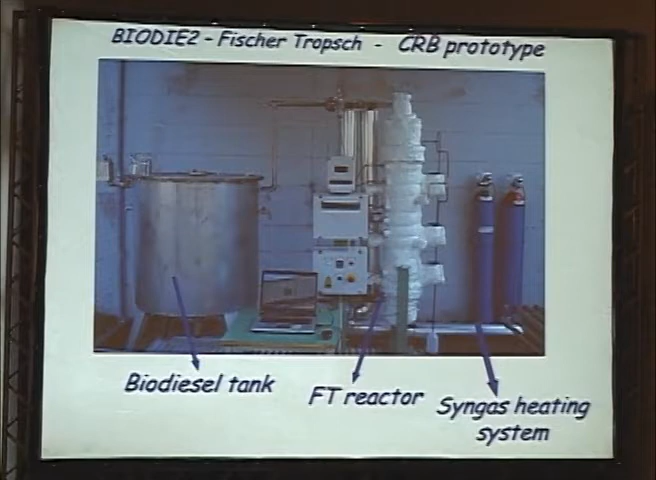 BIODIE2 - Fischer Tropsch - CRB prototype
Biodiesel tank
FT reactor
Syngas heating
system